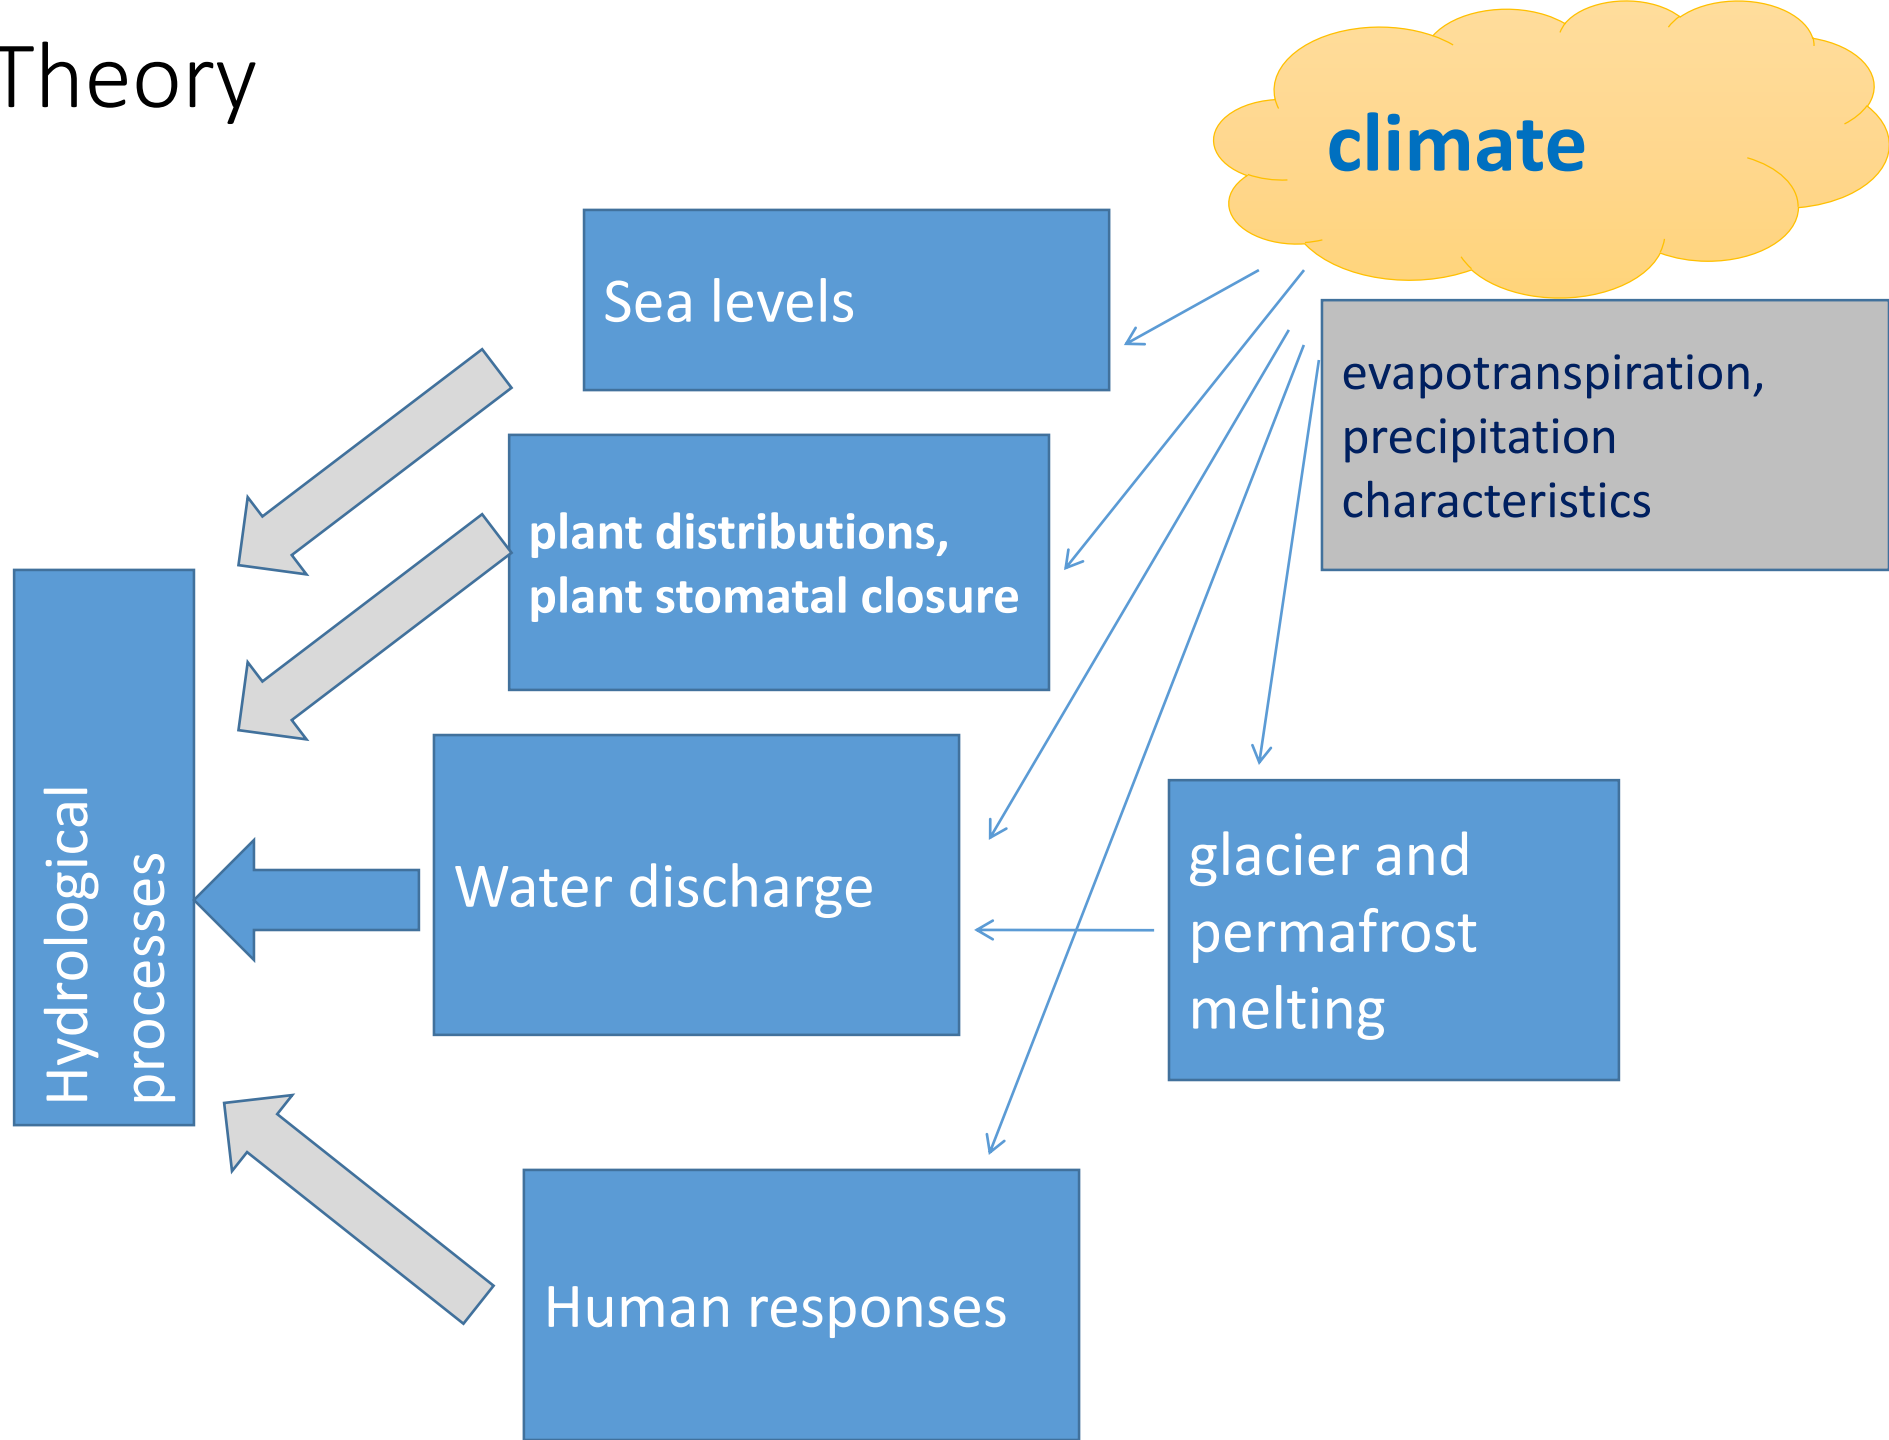 Theory
climate
Sea levels
evapotranspiration,
precipitation
characteristics
plant distributions,
plant stomatal closure
Hydrological
processes
Water discharge
glacier and
permafrost
melting
Human responses